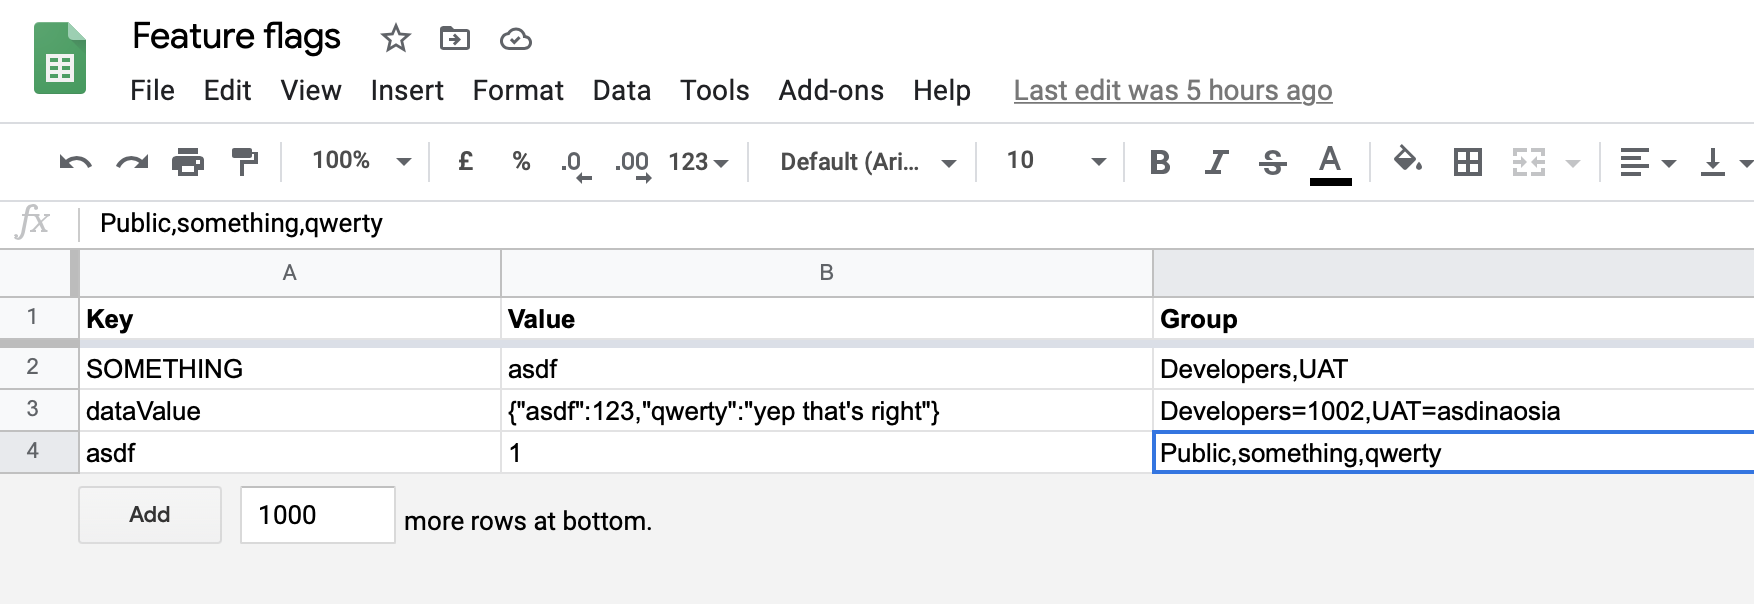 Feature flags
File Edit View Insert Format Data Tools Add-ons Help Last edit was 5 hours ago
100% £ % .0 .00 123 Default (Ari... 10 B I S A
fx Public,something,qwerty
A B
1 Key Value Group
2 SOMETHING asdf Developers,UAT
3 dataValue {"asdf":123,"qwerty":"yep that's right"} Developers=1002,UAT=asdinaosia
4 asdf 1 Public,something,qwerty
Add 1000 more rows at bottom.